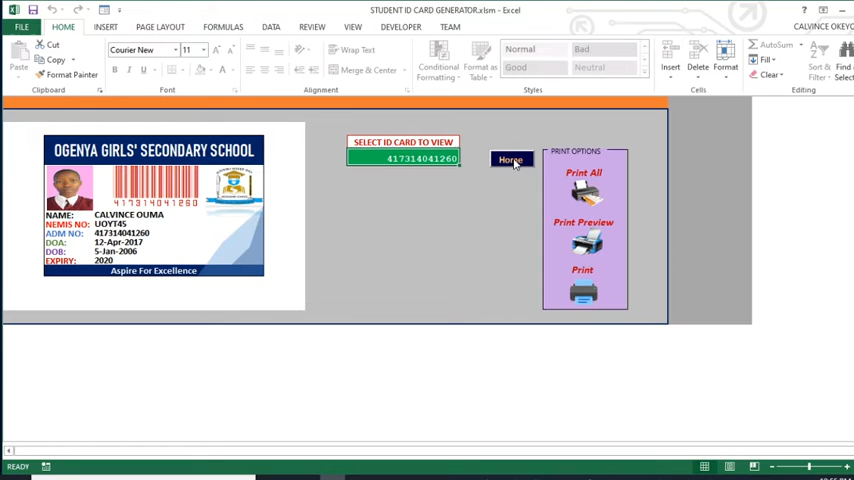 STUDENT ID CARD GENERATOR.xlsm - Excel
FILE HOME INSERT PAGE LAYOUT FORMULAS DATA REVIEW VIEW DEVELOPER TEAM CALVINCE OKEYO
Cut
Copy
Format Painter
Paste
Clipboard
Courier New 11
B I U
Font
Wrap Text
Merge & Center
Alignment
Conditional Formatting
Format as Table
Normal Bad
Good Neutral
Styles
Insert Delete Format
Cells
AutoSum
Fill
Clear
Sort &
Find &
Select
OGENYA GIRLS' SECONDARY SCHOOL
417314041260
NAME: CALVINCE OUMA
NEMIS NO: UOYT45
ADM NO: 417314041260
DOA: 12-Apr-2017
DOB: 5-Jan-2006
EXPIRY: 2020
Aspire For Excellence
SELECT ID CARD TO VIEW
417314041260
Home
PRINT OPTIONS
Print All
Print Preview
Print
READY